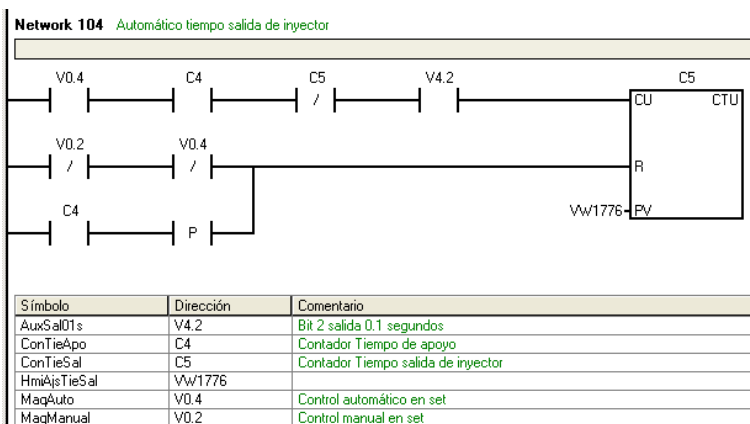 Network 104 Automático tiempo salida de inyector
V0.4 C4 C5 V4.2 C5
/ CU CTU
V0.2 V0.4
/ / R
C4
P VW1776 PV
Símbolo Dirección Comentario
AuxSal01s V4.2 Bit 2 salida 0.1 segundos
ConTieApo C4 Contador Tiempo de apoyo
ConTieSal C5 Contador Tiempo salida de inyector
HmiAjsTieSal VW1776
MaqAuto V0.4 Control automático en set
MaqManual V0.2 Control manual en set